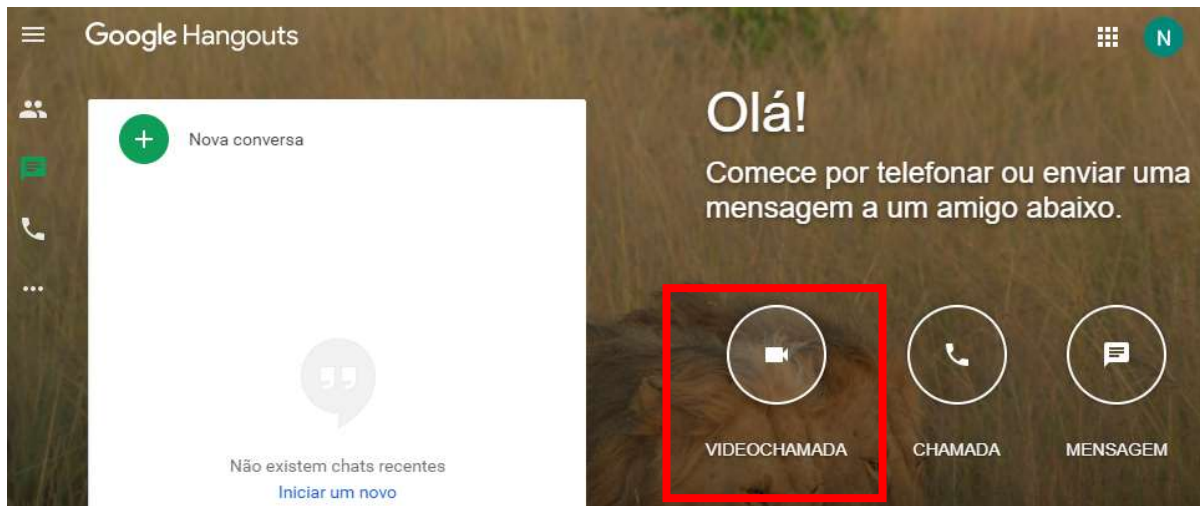 Google Hangouts
N
Nova conversa
Não existem chats recentes
Iniciar um novo
Olá!
Comece por telefonar ou enviar uma
mensagem a um amigo abaixo.
VIDEOCHAMADA
CHAMADA
MENSAGEM